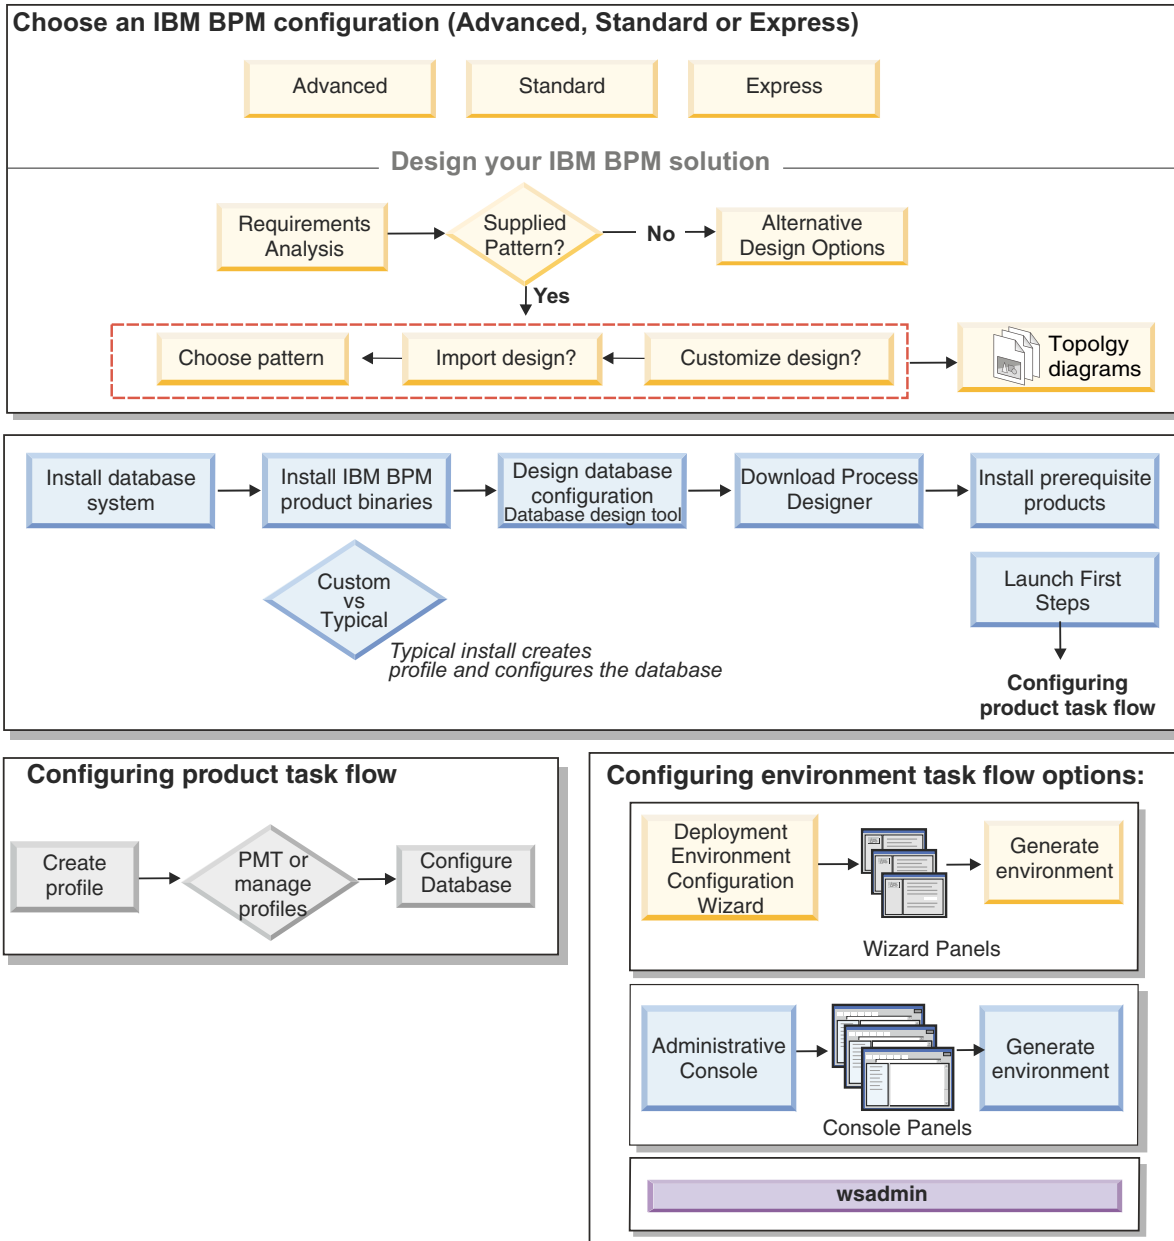 Choose an IBM BPM configuration (Advanced, Standard or Express)
Advanced
Standard
Express
Design your IBM BPM solution
Requirements
Analysis
Supplied
Pattern?
No
Alternative
Design Options
Yes
Choose pattern
Import design?
Customize design?
Topolgy
diagrams
Install database
system
Install IBM BPM
product binaries
Design database
configuration
Database design tool
Download Process
Designer
Install prerequisite
products
Custom
vs
Typical
Typical install creates
profile and configures the database
Launch First
Steps
Configuring
product task flow
Configuring product task flow
Create
profile
PMT or
manage
profiles
Configure
Database
Configuring environment task flow options:
Deployment
Environment
Configuration
Wizard
Generate
environment
Wizard Panels
Administrative
Console
Generate
environment
Console Panels
wsadmin